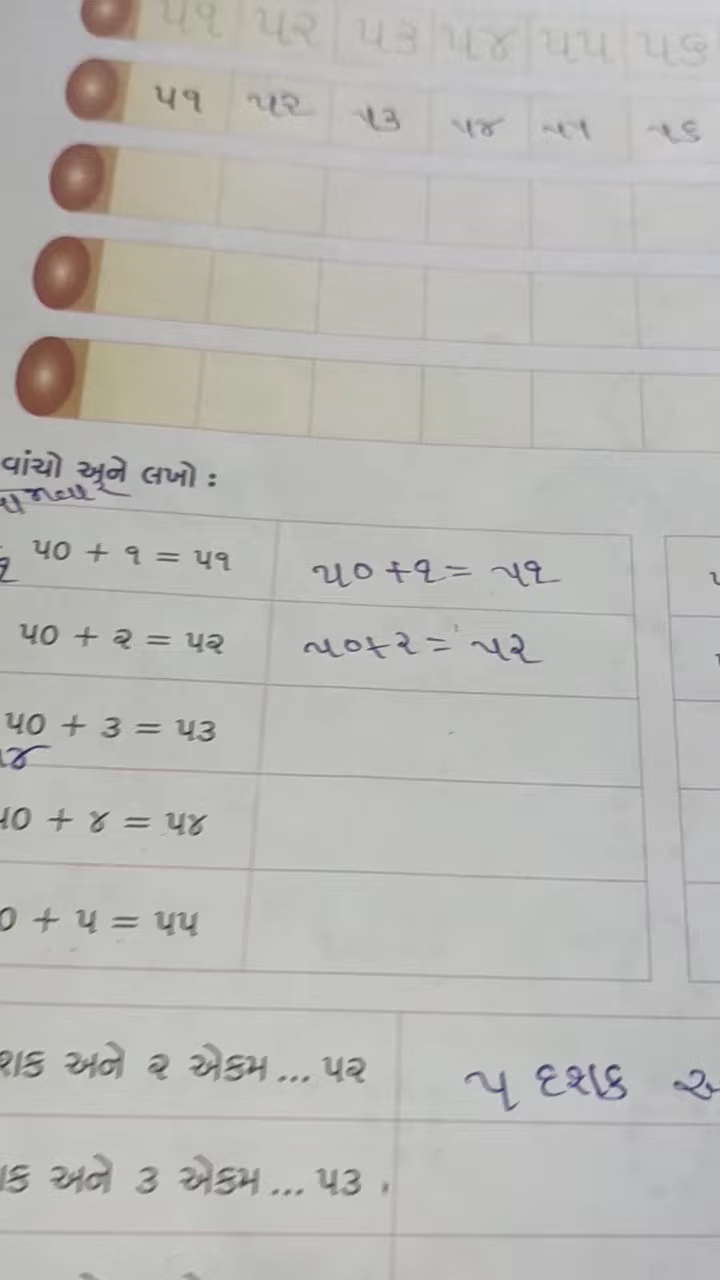 ૫૧ ૫૨ ૫૩ ૫૪ ૫૫ ૫૬
૫૧ ૫૨ ૫૩ ૫૪ ૫૫ ૫૬
વાંચો અને લખો :
૫૦ + ૧ = ૫૧ ૫૦+૧= ૫૧
૫૦ + ૨ = ૫૨ ૫૦+૨= ૫૨
૫૦ + ૩ = ૫૩
૫૦ + ૪ = ૫૪
૦ + ૫ = ૫૫
શક અને ૨ એકમ... ૫૨ ૫ દશક અ
ક અને ૩ એકમ... ૫૩